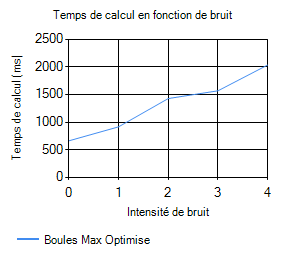 Temps de calcul en fonction de bruit
Temps de calcul (ms)
2500
2000
1500
1000
500
0
0 1 2 3 4
Intensité de bruit
Boules Max Optimise